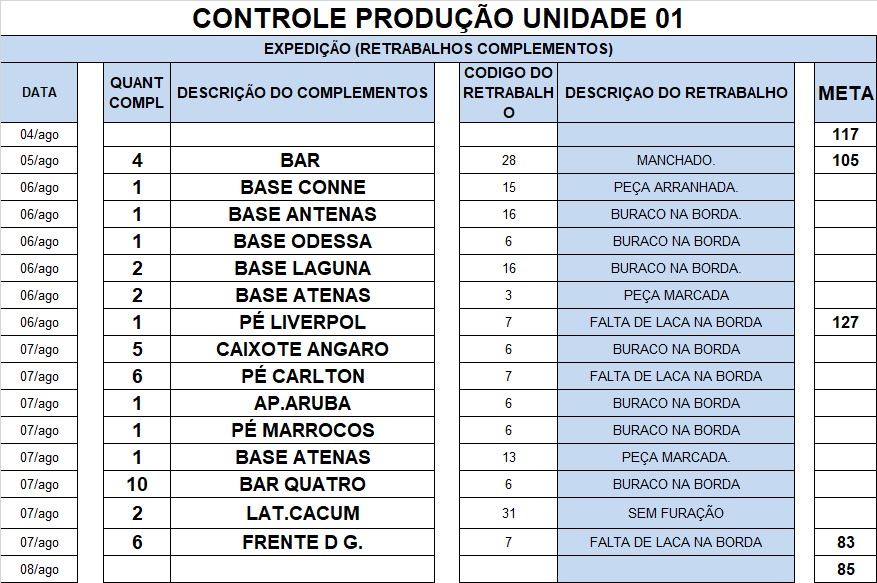 CONTROLE PRODUÇÃO UNIDADE 01
EXPEDIÇÃO (RETRABALHOS COMPLEMENTOS)
DATA QUANT COMPL DESCRIÇÃO DO COMPLEMENTOS CODIGO DO RETRABALHO DESCRIÇAO DO RETRABALHO META
04/ago 117
05/ago 4 BAR 28 MANCHADO. 105
06/ago 1 BASE CONNE 15 PEÇA ARRANHADA.
06/ago 1 BASE ANTENAS 16 BURACO NA BORDA.
06/ago 1 BASE ODESSA 6 BURACO NA BORDA
06/ago 2 BASE LAGUNA 16 BURACO NA BORDA.
06/ago 2 BASE ATENAS 3 PEÇA MARCADA
06/ago 1 PÉ LIVERPOL 7 FALTA DE LACA NA BORDA 127
07/ago 5 CAIXOTE ANGARO 6 BURACO NA BORDA
07/ago 6 PÉ CARLTON 7 FALTA DE LACA NA BORDA
07/ago 1 AP.ARUBA 6 BURACO NA BORDA
07/ago 1 PÉ MARROCOS 6 BURACO NA BORDA
07/ago 1 BASE ATENAS 13 PEÇA MARCADA.
07/ago 10 BAR QUATRO 6 BURACO NA BORDA
07/ago 2 LAT.CACUM 31 SEM FURAÇÃO
07/ago 6 FRENTE D G. 7 FALTA DE LACA NA BORDA 83
08/ago 85